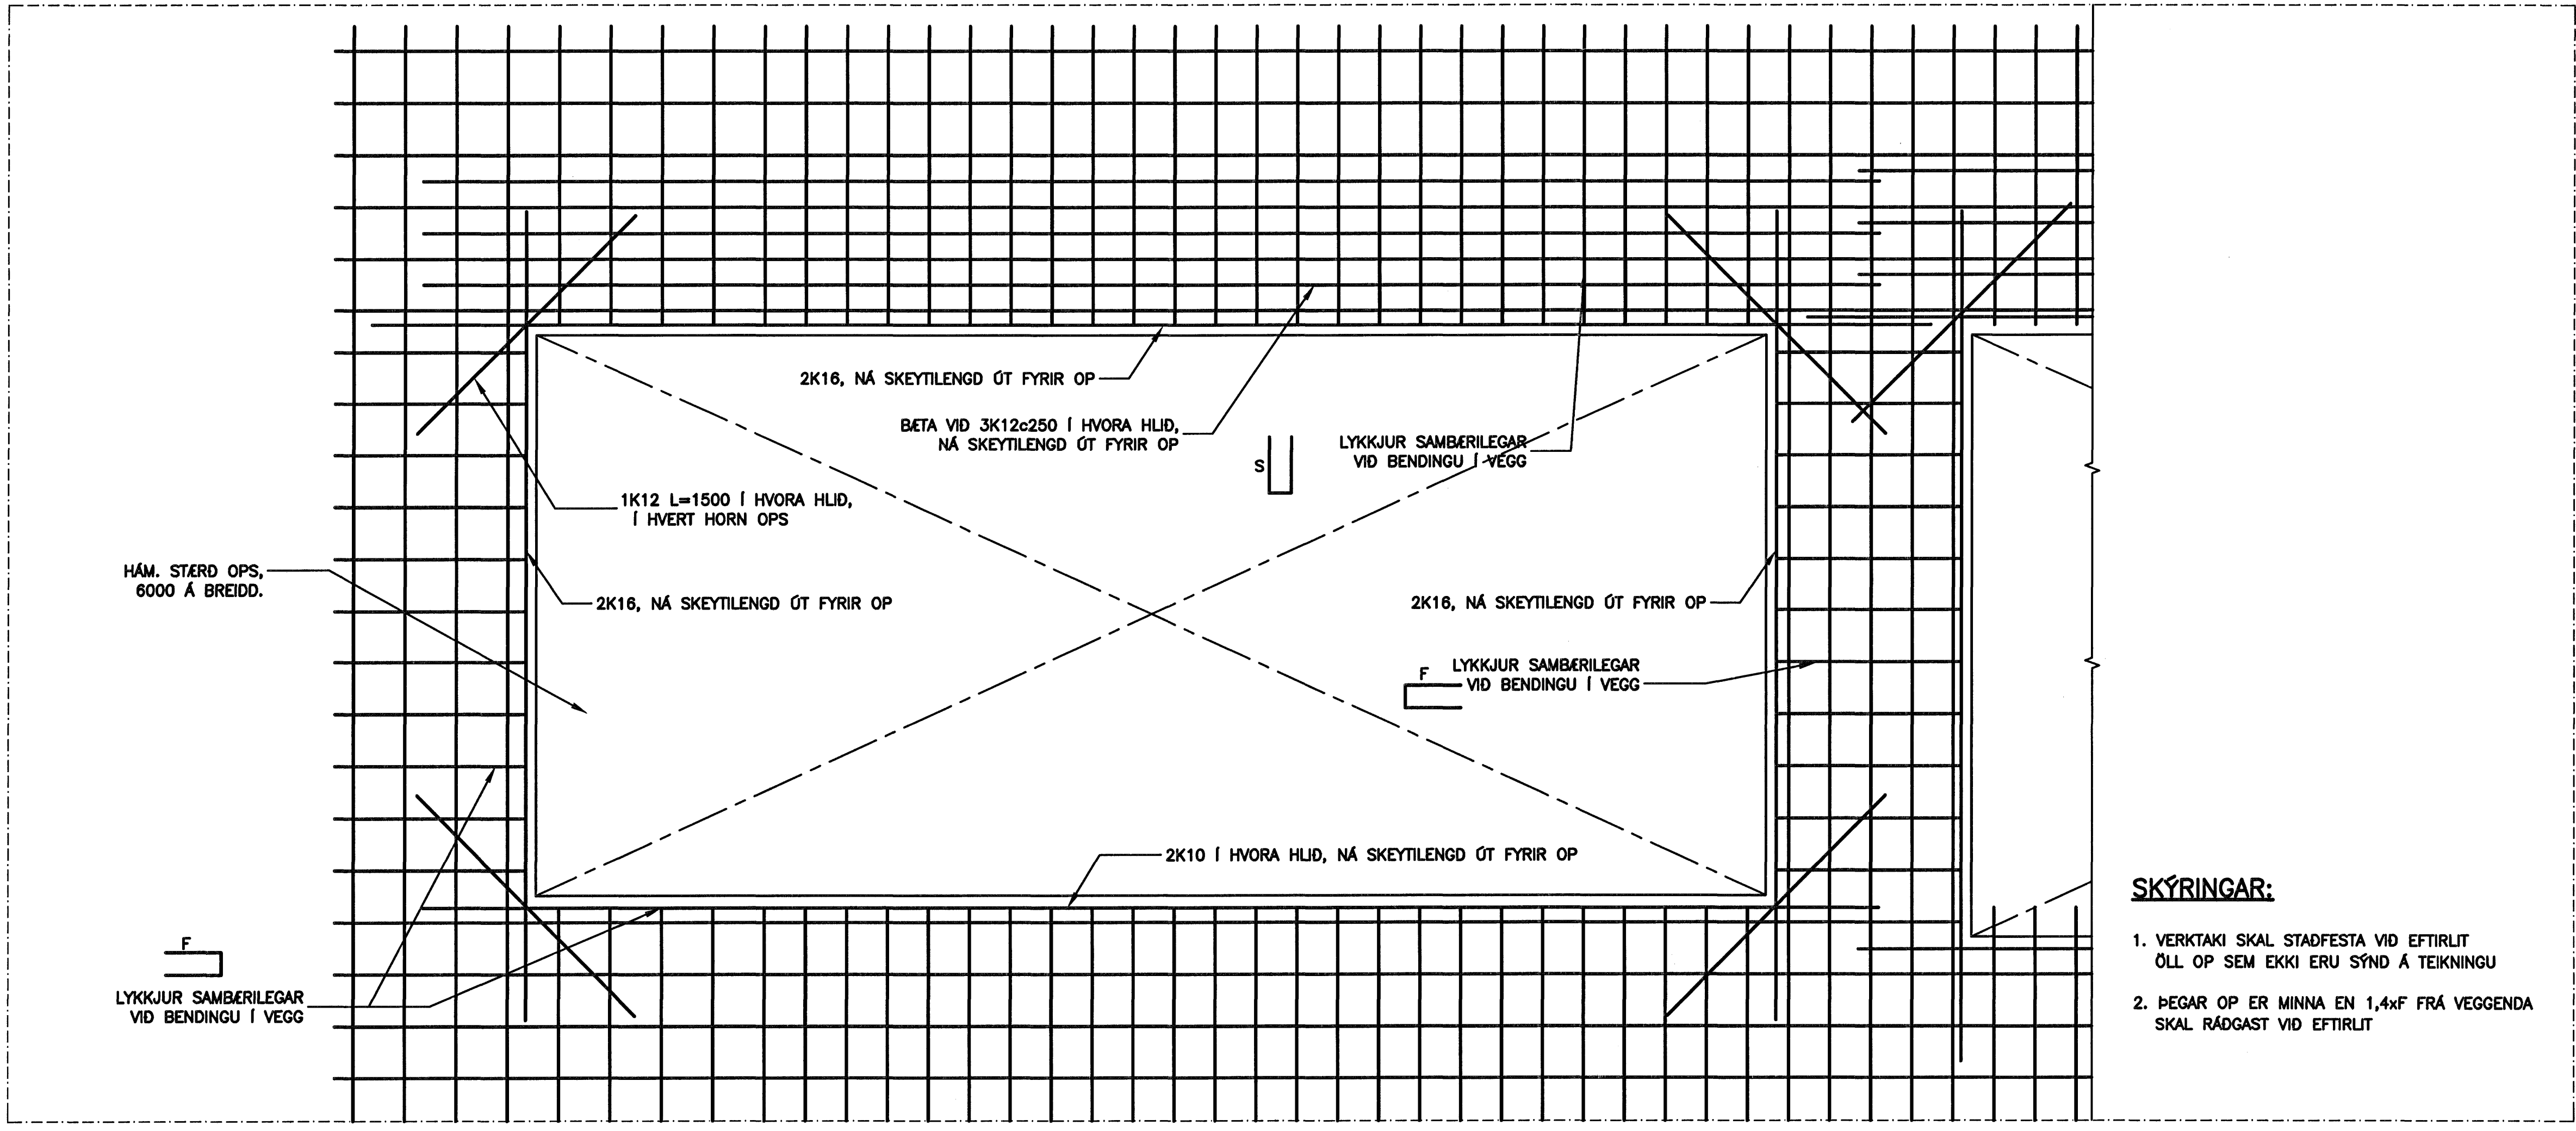 2K16, NÁ SKEYTILENGD ÚT FYRIR OP
BÆTA VIÐ 3K12c250 Í HVORA HLIÐ,
NÁ SKEYTILENGD ÚT FYRIR OP
LYKKJUR SAMBÆRILEGAR
VIÐ BENDINGU Í VEGG
S
1K12 L=1500 Í HVORA HLIÐ,
Í HVERT HORN OPS
HÁM. STÆRÐ OPS,
6000 Á BREIDD.
2K16, NÁ SKEYTILENGD ÚT FYRIR OP
2K16, NÁ SKEYTILENGD ÚT FYRIR OP
LYKKJUR SAMBÆRILEGAR
VIÐ BENDINGU Í VEGG
F
2K10 Í HVORA HLIÐ, NÁ SKEYTILENGD ÚT FYRIR OP
F
LYKKJUR SAMBÆRILEGAR
VIÐ BENDINGU Í VEGG
SKÝRINGAR:
1. VERKTAKI SKAL STAÐFESTA VIÐ EFTIRLIT
ÖLL OP SEM EKKI ERU SÝND Á TEIKNINGU
2. ÞEGAR OP ER MINNA EN 1,4xF FRÁ VEGGENDA
SKAL RÁÐGAST VIÐ EFTIRLIT